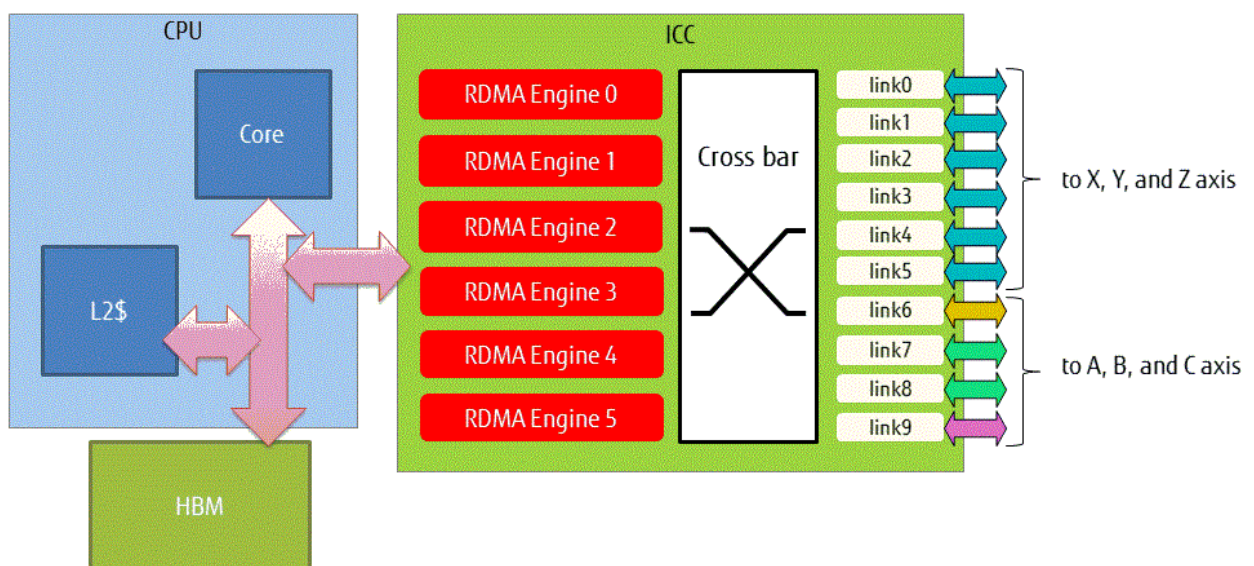 CPU
Core
L2$
HBM
ICC
RDMA Engine 0
RDMA Engine 1
RDMA Engine 2
RDMA Engine 3
RDMA Engine 4
RDMA Engine 5
Cross bar
link0
link1
link2
link3
link4
link5
link6
link7
link8
link9
to X, Y, and Z axis
to A, B, and C axis